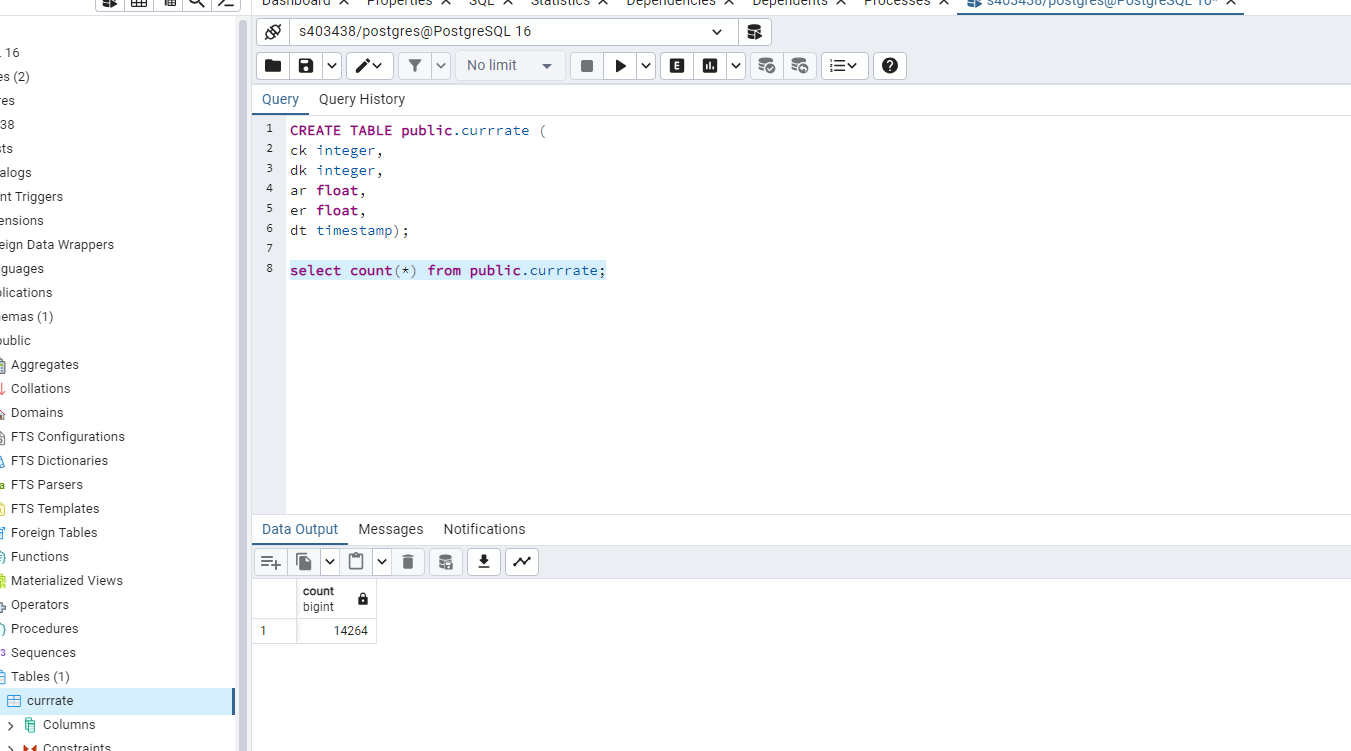 Dashboard Properties SQL Statistics Dependencies Dependents Processes s403438/postgres@PostgreSQL 16*
s403438/postgres@PostgreSQL 16
No limit
E
Query Query History
1 CREATE TABLE public.currrate (
2 ck integer,
3 dk integer,
4 ar float,
5 er float,
6 dt timestamp);
7
8 select count(*) from public.currrate;
Data Output Messages Notifications
count
bigint
1 14264
16
es (2)
res
38
sts
alogs
nt Triggers
ensions
eign Data Wrappers
guages
blications
emas (1)
public
Aggregates
Collations
Domains
FTS Configurations
FTS Dictionaries
FTS Parsers
FTS Templates
Foreign Tables
Functions
Materialized Views
Operators
Procedures
Sequences
Tables (1)
currrate
Columns
Constraints